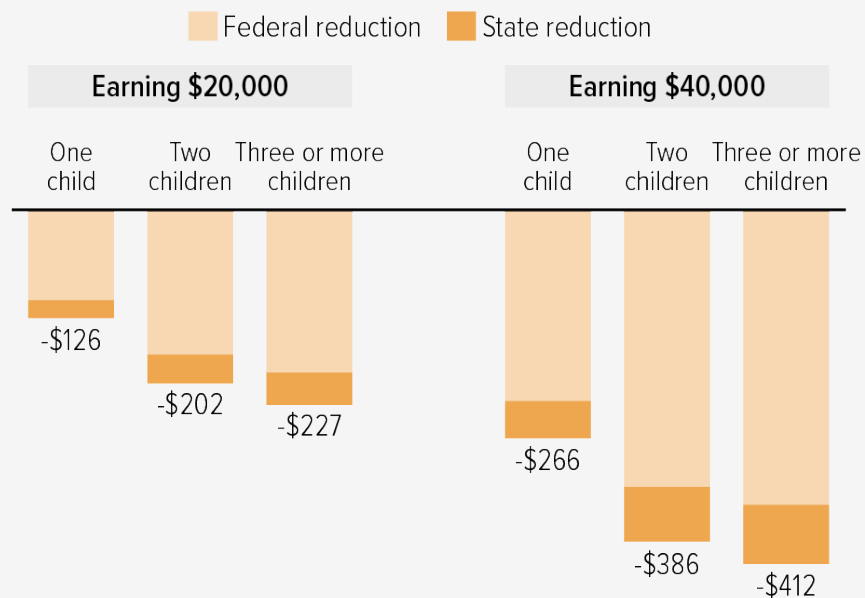 Federal reduction State reduction
Earning $20,000
One
child
Two
children
Three or more
children
-$126
-$202
-$227
Earning $40,000
One
child
Two
children
Three or more
children
-$266
-$386
-$412